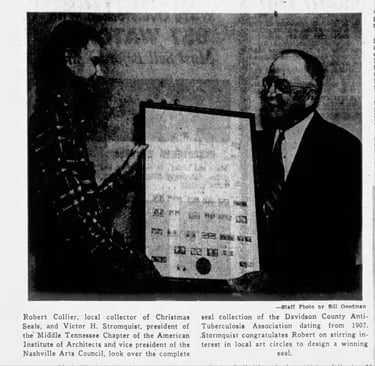 —Staff Photo by Bill Goodman
Robert Collier, local collector of Christmas
Seals, and Victor H. Stromquist, president of
the Middle Tennessee Chapter of the American
Institute of Architects and vice president of the
Nashville Arts Council, look over the complete
seal collection of the Davidson County Anti-
Tuberculosis Association dating from 1907.
Stormquist congratulates Robert on stirring in-
terest in local art circles to design a winning
seal.